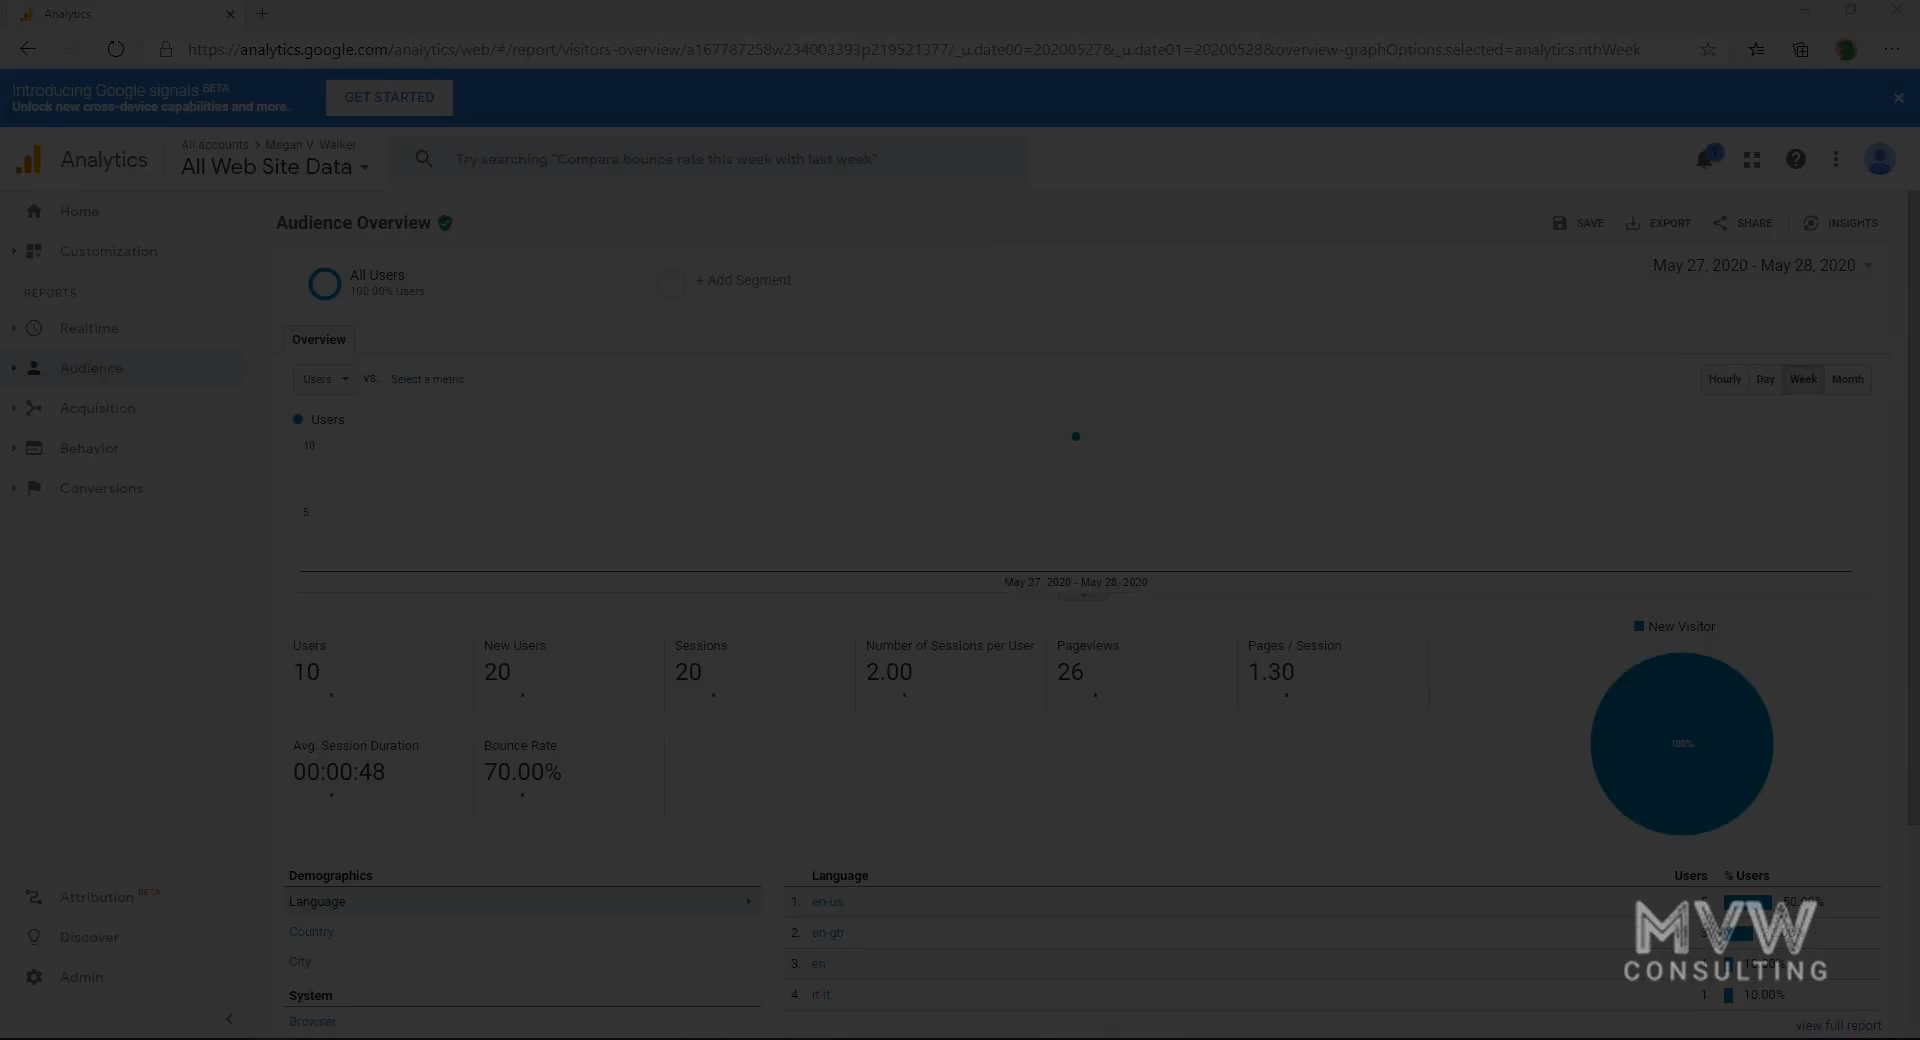 Analytics
https://analytics.google.com/analytics/web/#/report/visitors-overview/a167787258w234003393p219521377/_u.date00=20200527&_u.date01=20200528&overview-graphOptions.selected=analytics.nthWeek
Introducing Google signals BETA
Unlock new cross-device capabilities and more.
GET STARTED
Analytics
All accounts > Megan V. Walker
All Web Site Data
Try searching "Compare bounce rate this week with last week"
1
Home
Customization
REPORTS
Realtime
Audience
Acquisition
Behavior
Conversions
Attribution BETA
Discover
Admin
Audience Overview
SAVE
EXPORT
SHARE
INSIGHTS
All Users
100.00% Users
+ Add Segment
May 27, 2020 - May 28, 2020
Overview
Users
VS.
Select a metric
Hourly
Day
Week
Month
Users
10
5
May 27, 2020 - May 28, 2020
Users
10
New Users
20
Sessions
20
Number of Sessions per User
2.00
Pageviews
26
Pages / Session
1.30
Avg. Session Duration
00:00:48
Bounce Rate
70.00%
New Visitor
100%
Demographics
Language
Country
City
System
Browser
Language Users % Users
1. en-us 50.00%
2. en-gb
3. en 10.00%
4. it-it 1 10.00%
view full report
MVW
CONSULTING